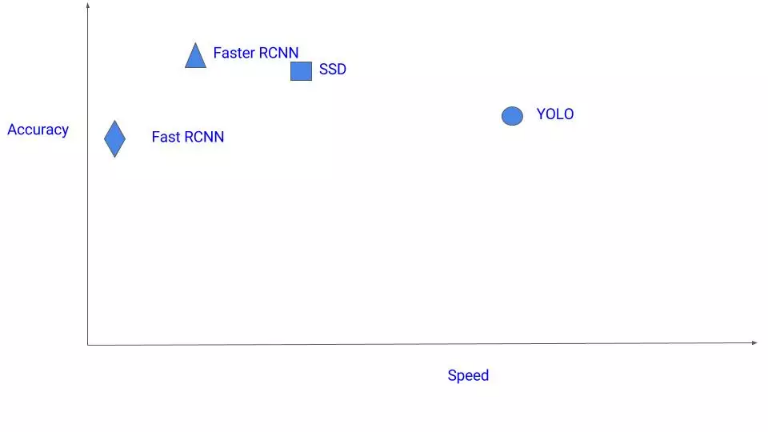 Faster RCNN
SSD
YOLO
Accuracy
Fast RCNN
Speed